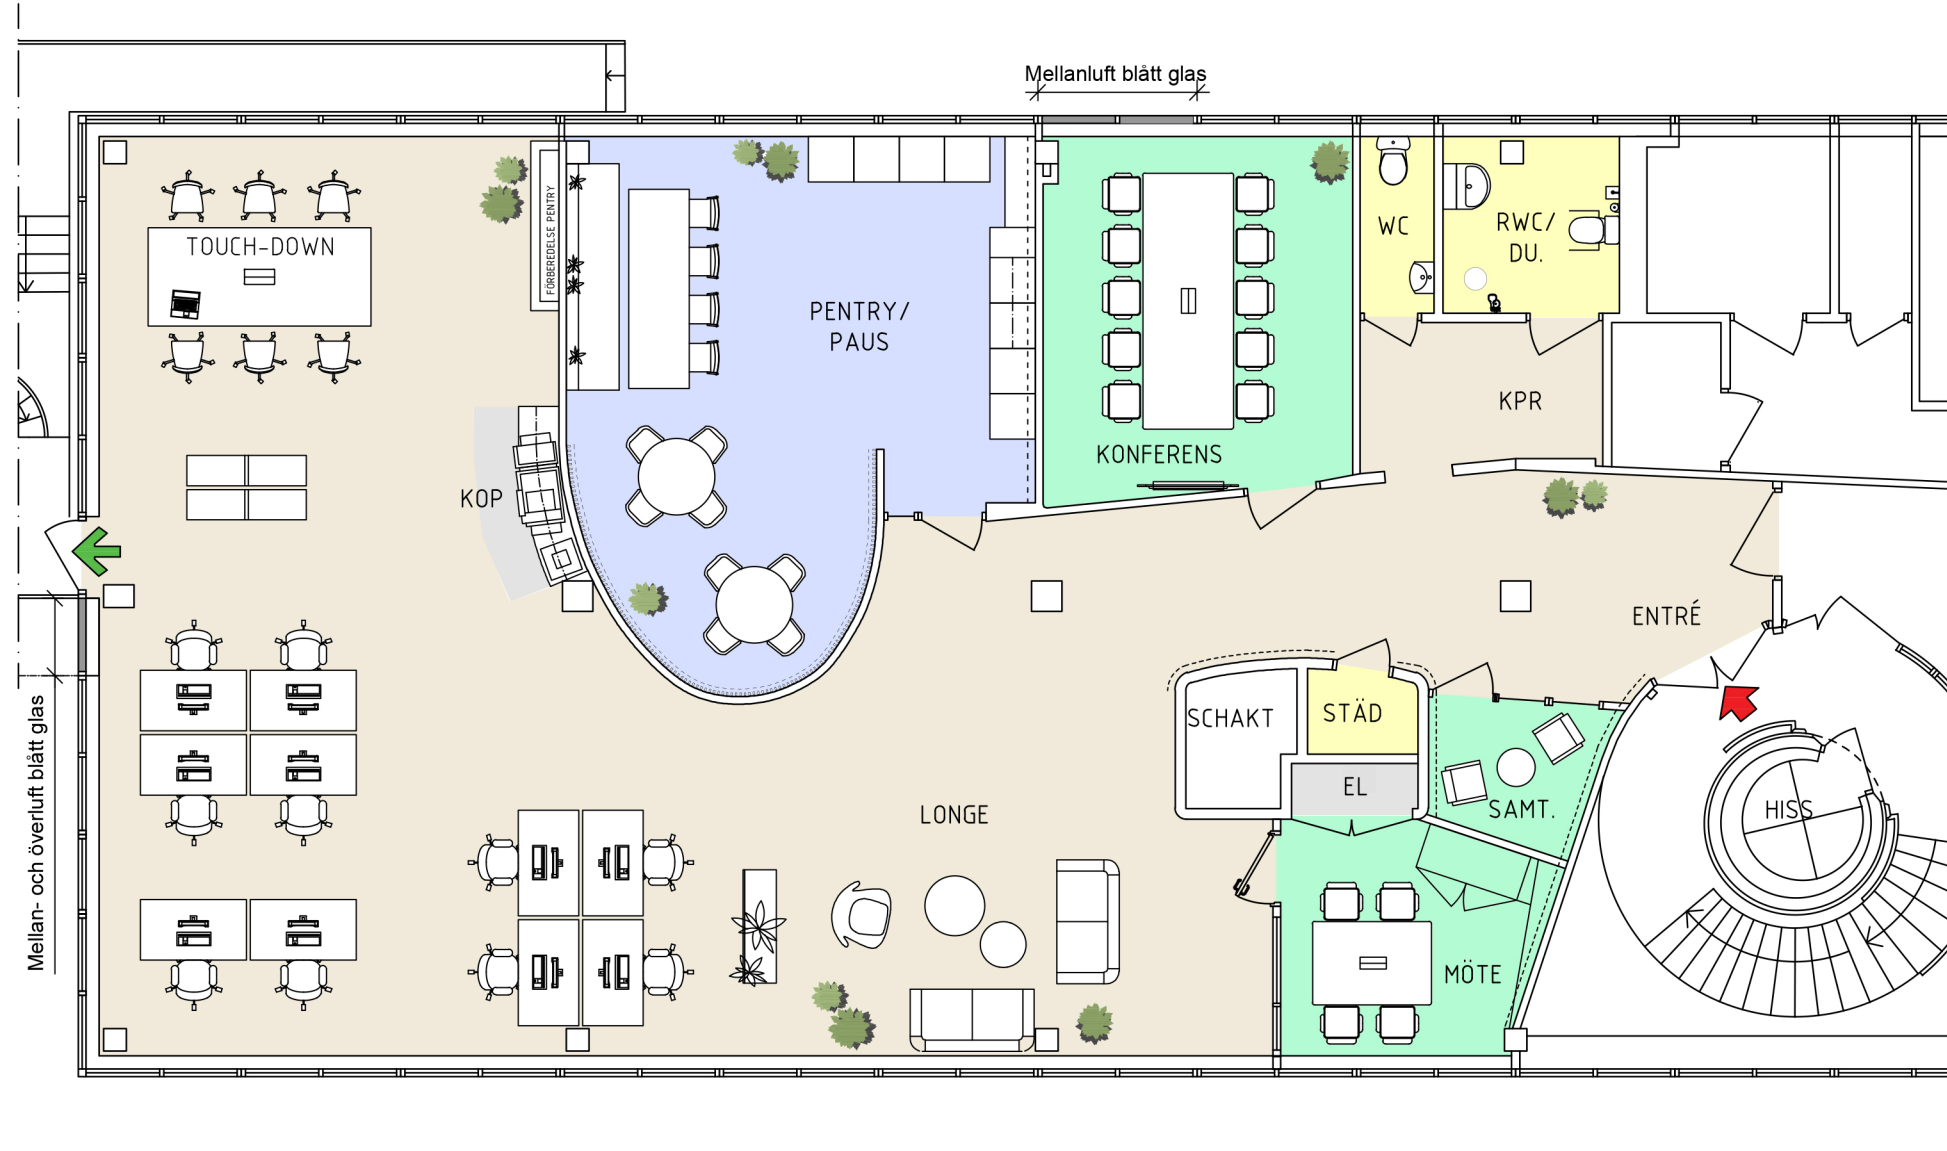 Mellanluft blått glas
TOUCH-DOWN
FÖRBEREDELSE PENTRY
PENTRY/
PAUS
KONFERENS
WC
RWC/
DU.
KPR
KOP
ENTRÉ
SCHAKT
STÄD
EL
SAMT.
HISS
LONGE
MÖTE
Mellan- och överluft blått glas